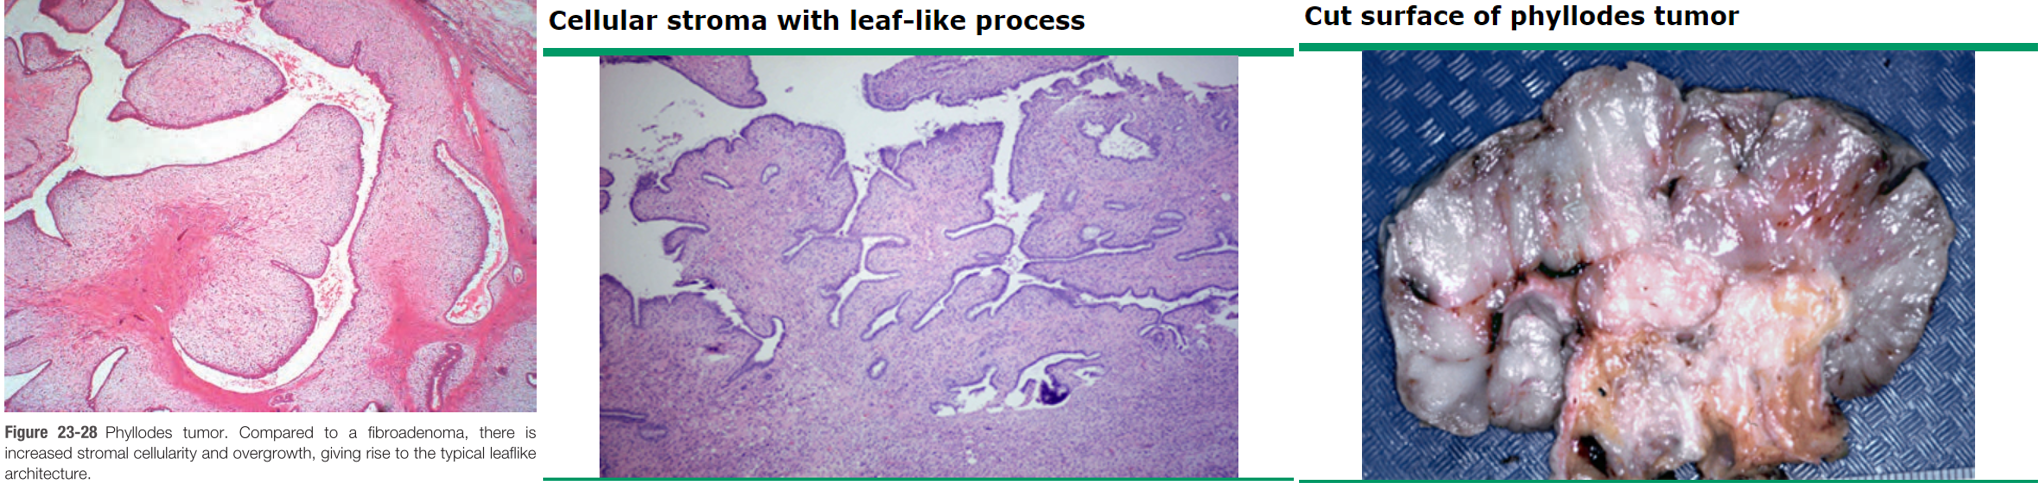 Figure 23-28 Phyllodes tumor. Compared to a fibroadenoma, there is
increased stromal cellularity and overgrowth, giving rise to the typical leaflike
architecture.
Cellular stroma with leaf-like process
Cut surface of phyllodes tumor